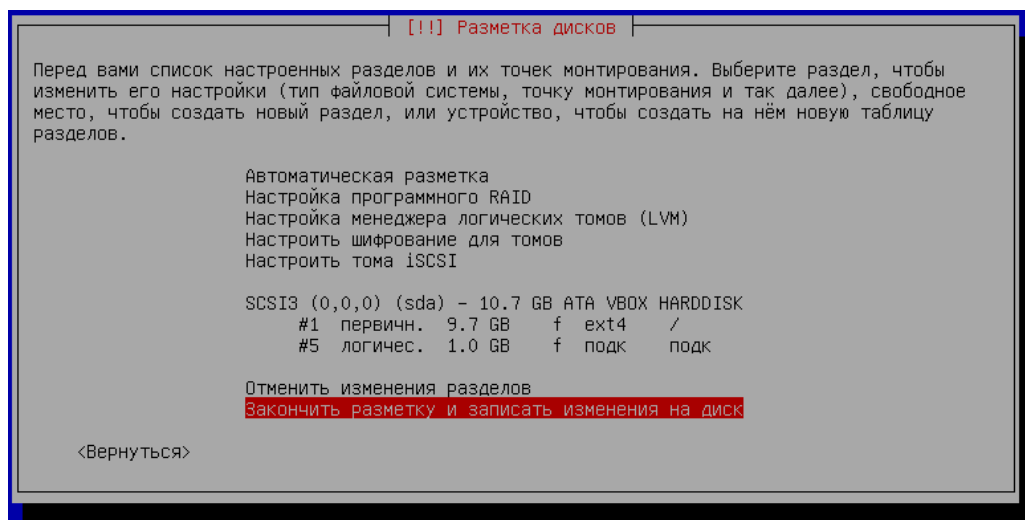 [!!] Разметка дисков
Перед вами список настроенных разделов и их точек монтирования. Выберите раздел, чтобы
изменить его настройки (тип файловой системы, точку монтирования и так далее), свободное
место, чтобы создать новый раздел, или устройство, чтобы создать на нём новую таблицу
разделов.
Автоматическая разметка
Настройка программного RAID
Настройка менеджера логических томов (LVM)
Настроить шифрование для томов
Настроить тома iSCSI
SCSI3 (0,0,0) (sda) – 10.7 GB ATA VBOX HARDDISK
#1 первичн. 9.7 GB f ext4 /
#5 логичес. 1.0 GB f подк подк
Отменить изменения разделов
Закончить разметку и записать изменения на диск
<Вернуться>